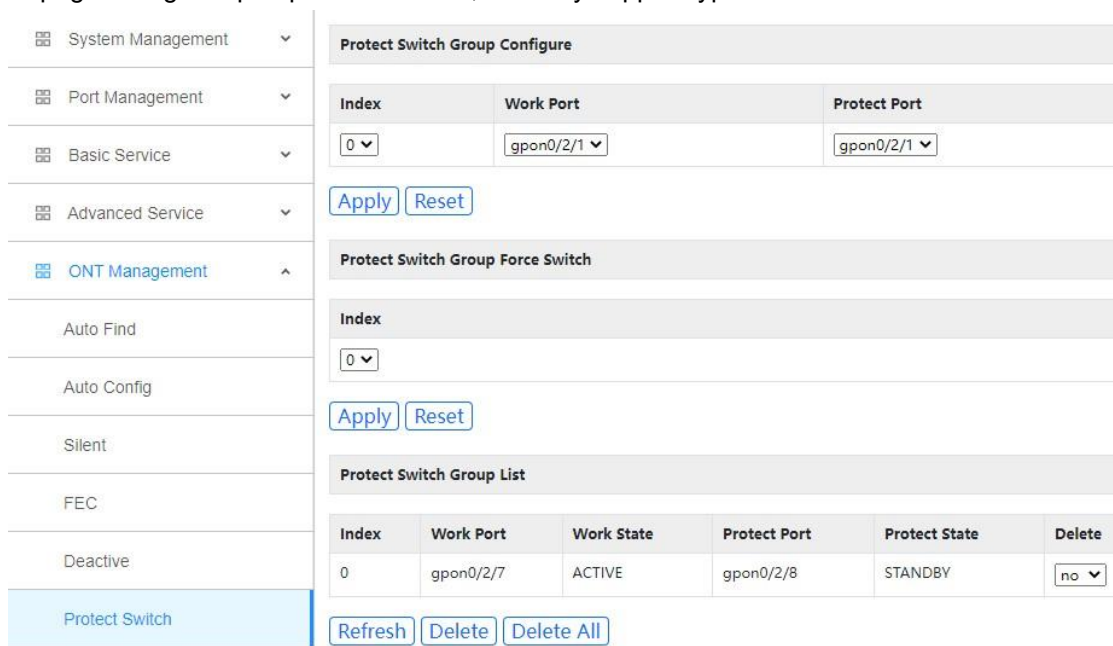 System Management
Port Management
Basic Service
Advanced Service
ONT Management
Auto Find
Auto Config
Silent
FEC
Deactive
Protect Switch
Protect Switch Group Configure
Index Work Port Protect Port
0 gpon0/2/1 gpon0/2/1
Apply Reset
Protect Switch Group Force Switch
Index
0
Apply Reset
Protect Switch Group List
Index Work Port Work State Protect Port Protect State Delete
0 gpon0/2/7 ACTIVE gpon0/2/8 STANDBY no
Refresh Delete Delete All